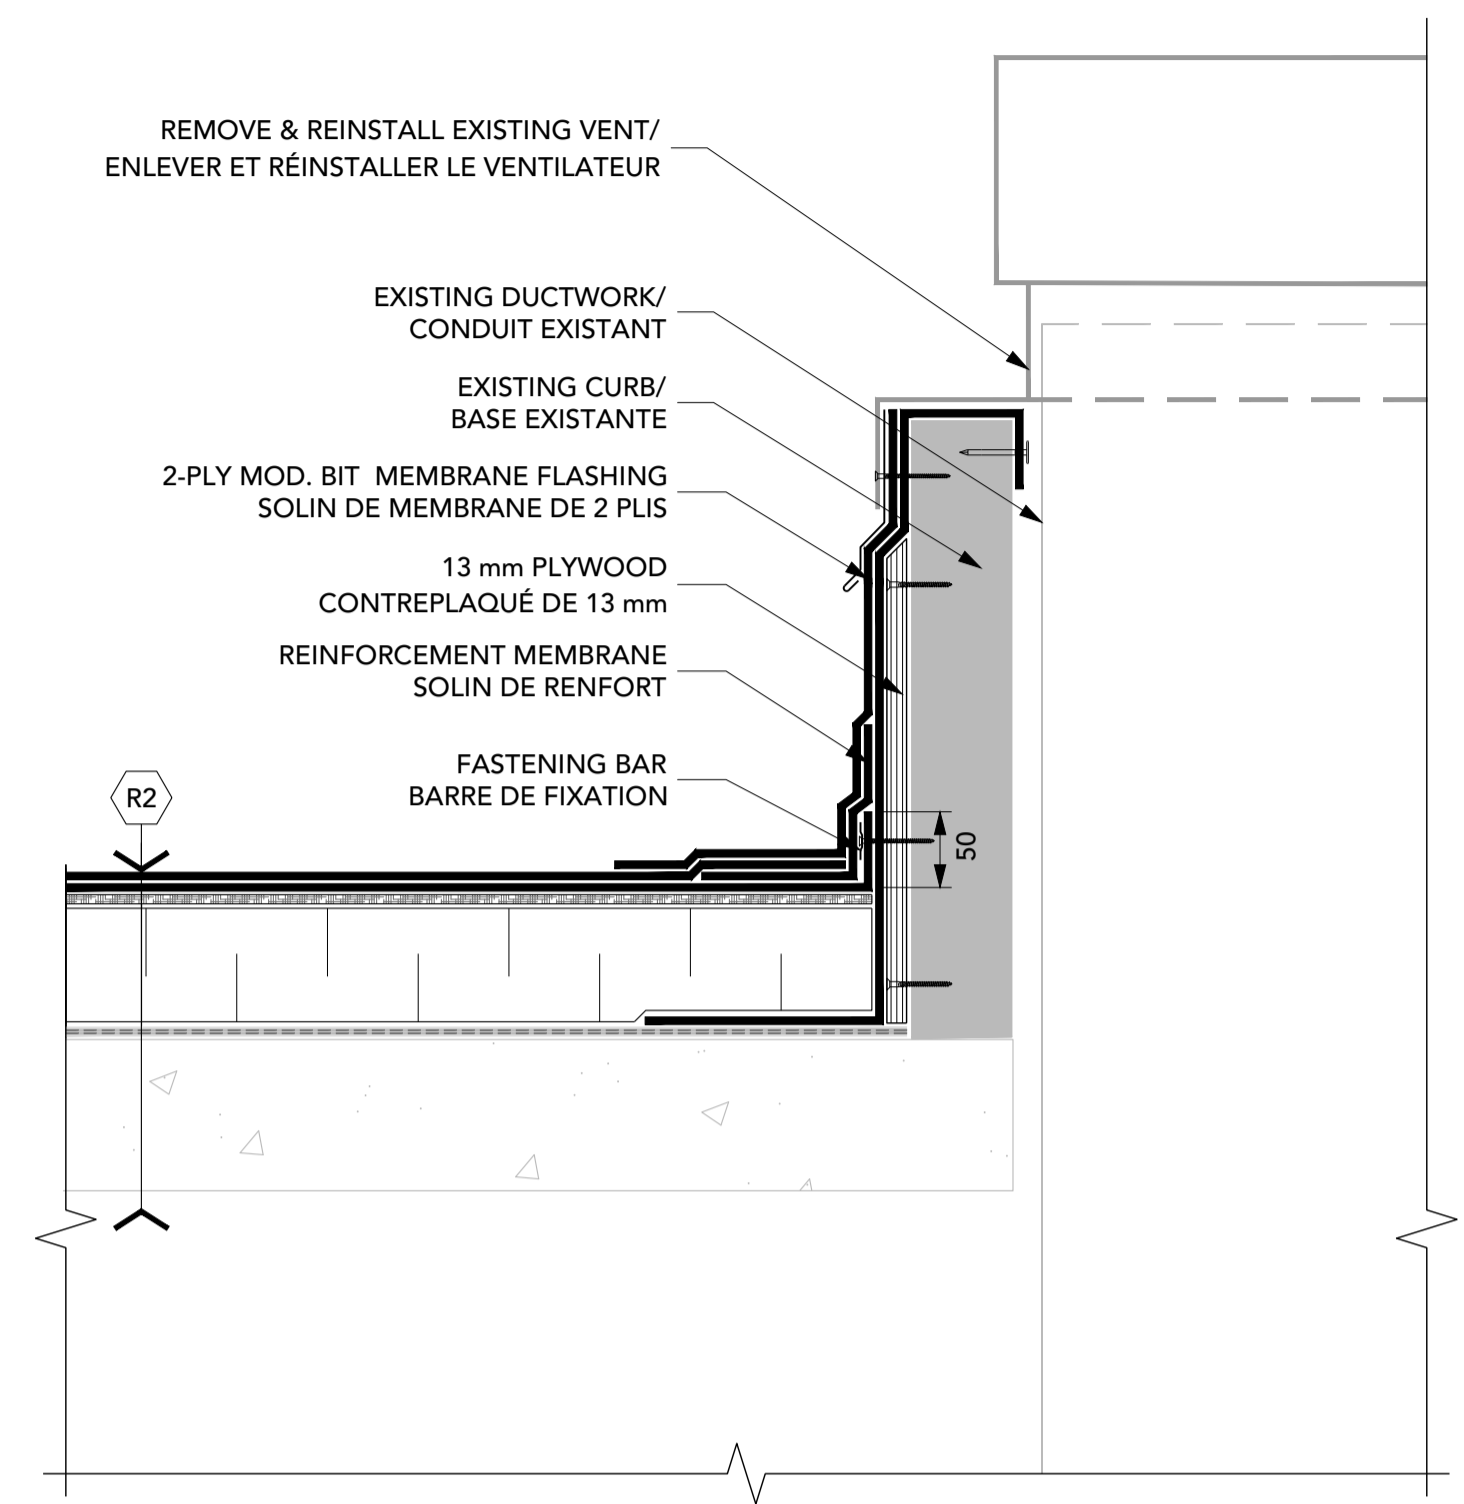 REMOVE & REINSTALL EXISTING VENT/
ENLEVER ET RÉINSTALLER LE VENTILATEUR
EXISTING DUCTWORK/
CONDUIT EXISTANT
EXISTING CURB/
BASE EXISTANTE
2-PLY MOD. BIT MEMBRANE FLASHING
SOLIN DE MEMBRANE DE 2 PLIS
13 mm PLYWOOD
CONTREPLAQUÉ DE 13 mm
REINFORCEMENT MEMBRANE
SOLIN DE RENFORT
FASTENING BAR
BARRE DE FIXATION
R2
50